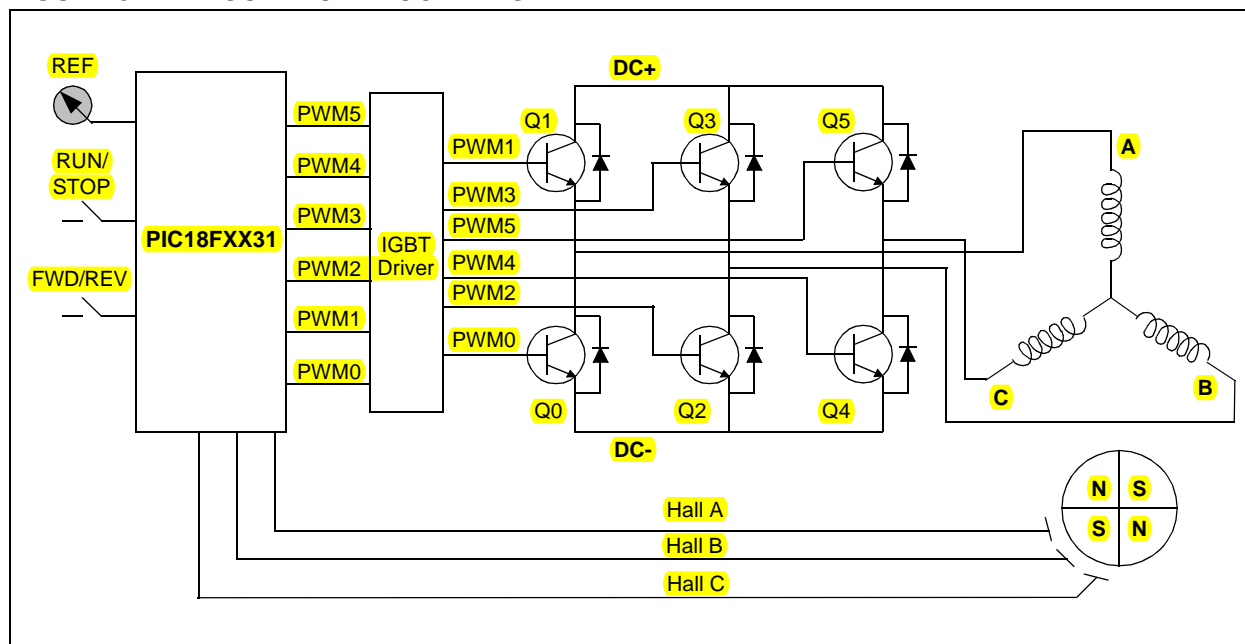 REF
RUN/
STOP
FWD/REV
PIC18FXX31
PWM5
PWM4
PWM3
PWM2
PWM1
PWM0
IGBT
Driver
PWM1
PWM3
PWM5
PWM4
PWM2
PWM0
DC+
Q1
Q3
Q5
Q0
Q2
Q4
DC-
A
B
C
Hall A
Hall B
Hall C
N
S
S
N